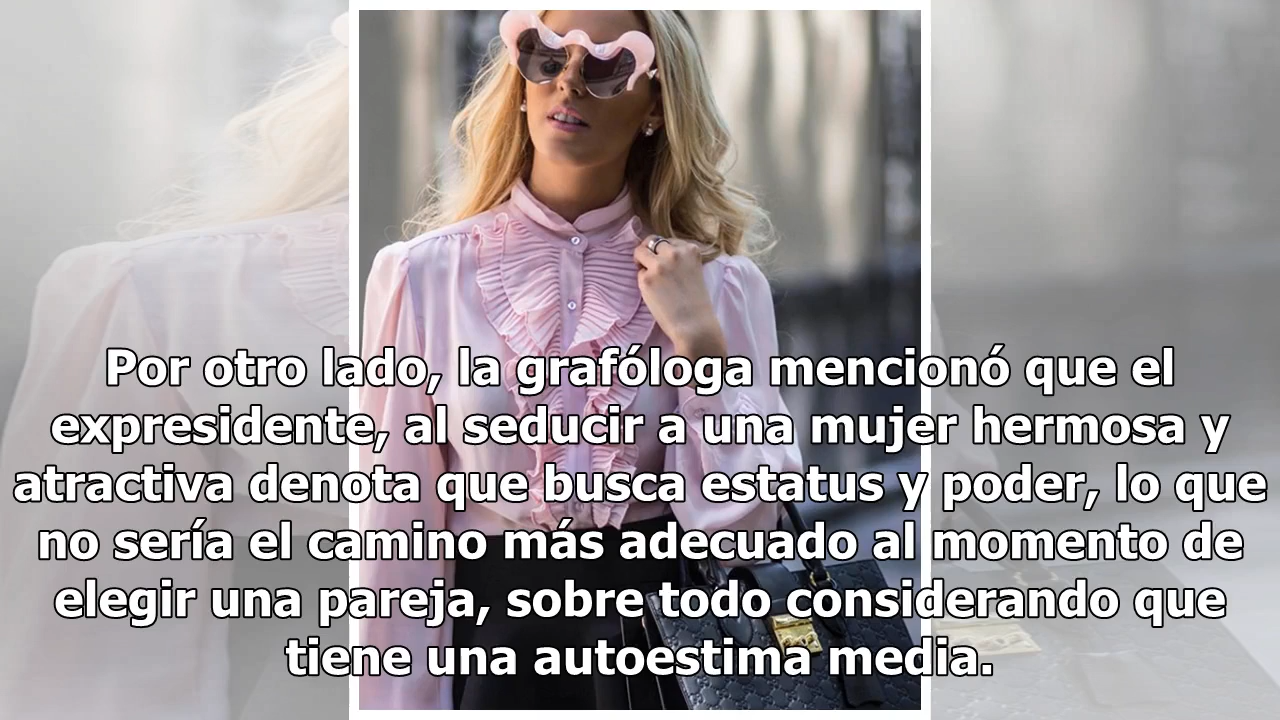 Por otro lado, la grafóloga mencionó que el
expresidente, al seducir a una mujer hermosa y
atractiva denota que busca estatus y poder, lo que
no sería el camino más adecuado al momento de
elegir una pareja, sobre todo considerando que
tiene una autoestima media.